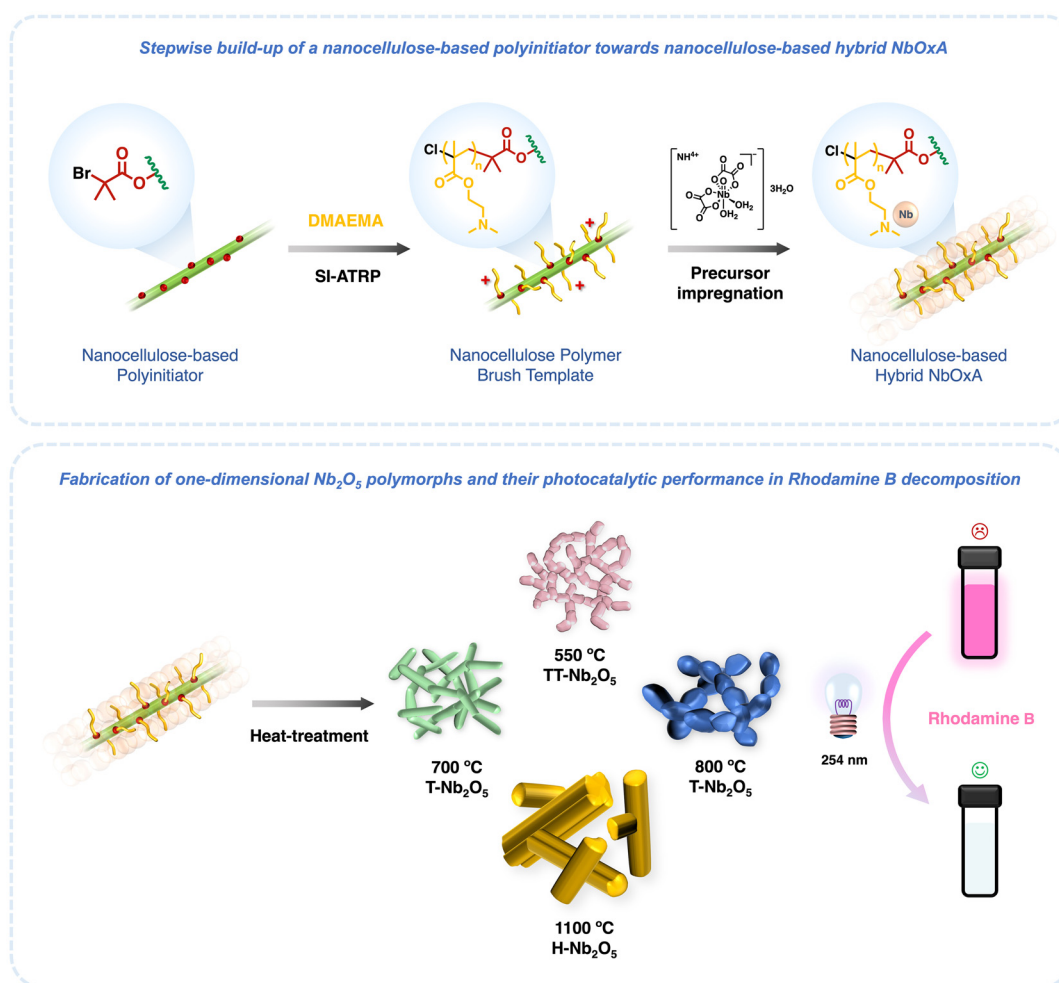 Stepwise build-up of a nanocellulose-based polyinitiator towards nanocellulose-based hybrid NbOxA
Br
O
O
Cl
n
O
O
O
O
N
DMAEMA
SI-ATRP
NH⁴⁺
O
O
O
O
O
Nb
O
O
O
O
OH₂
OH₂
3H₂O
Precursor
impregnation
Cl
n
O
O
O
O
N
Nb
+
+
+
Nanocellulose-based
Polyinitiator
Nanocellulose Polymer
Brush Template
Nanocellulose-based
Hybrid NbOxA
Fabrication of one-dimensional Nb₂O₅ polymorphs and their photocatalytic performance in Rhodamine B decomposition
550 ºC
TT-Nb₂O₅
Heat-treatment
700 ºC
T-Nb₂O₅
800 ºC
T-Nb₂O₅
1100 ºC
H-Nb₂O₅
254 nm
Rhodamine B